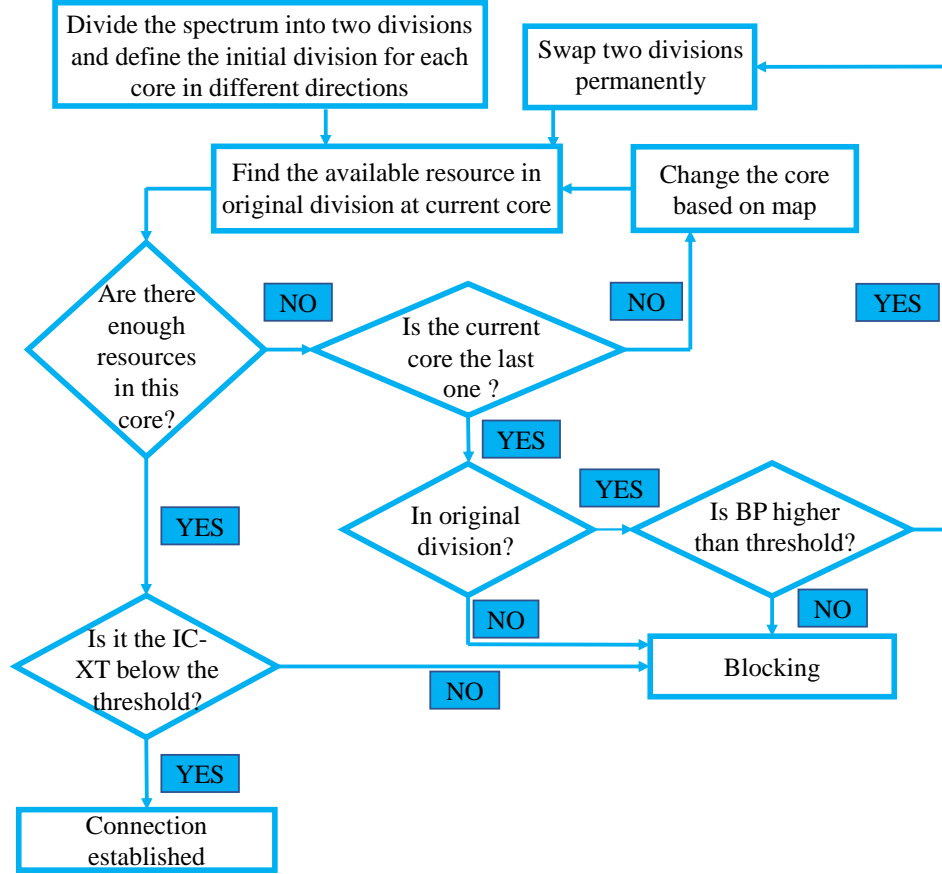 Divide the spectrum into two divisions
and define the initial division for each
core in different directions
Swap two divisions
permanently
Find the available resource in
original division at current core
Change the core
based on map
Are there
enough
resources
in this
core?
NO
Is the current
core the last
one ?
NO
YES
YES
In original
division?
YES
Is BP higher
than threshold?
YES
NO
NO
Is it the IC-
XT below the
threshold?
NO
Blocking
YES
Connection
established